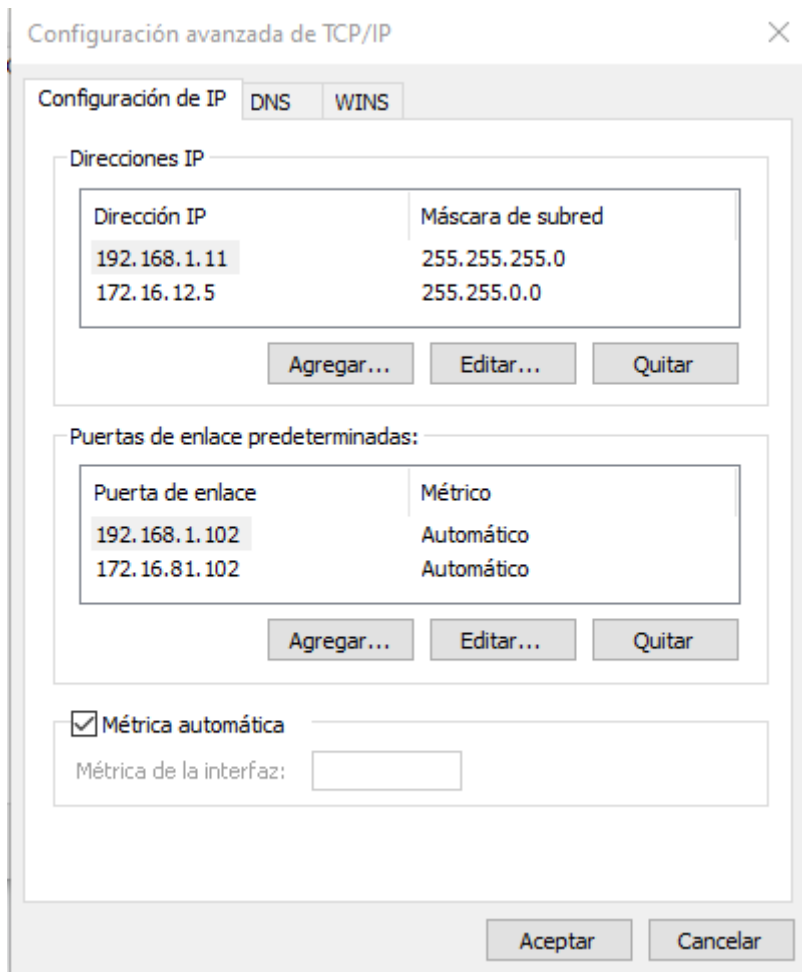 Configuración avanzada de TCP/IP
Configuración de IP DNS WINS
Direciones IP
Dirección IP Máscara de subred
192.168.1.11 255.255.255.0
172.16.12.5 255.255.0.0
Agregar... Editar... Quitar
Puertas de enlace predeterminadas:
Puerta de enlace Métrico
192.168.1.102 Automático
172.16.81.102 Automático
Agregar... Editar... Quitar
Métrica automática
Métrica de la interfaz:
Aceptar Cancelar